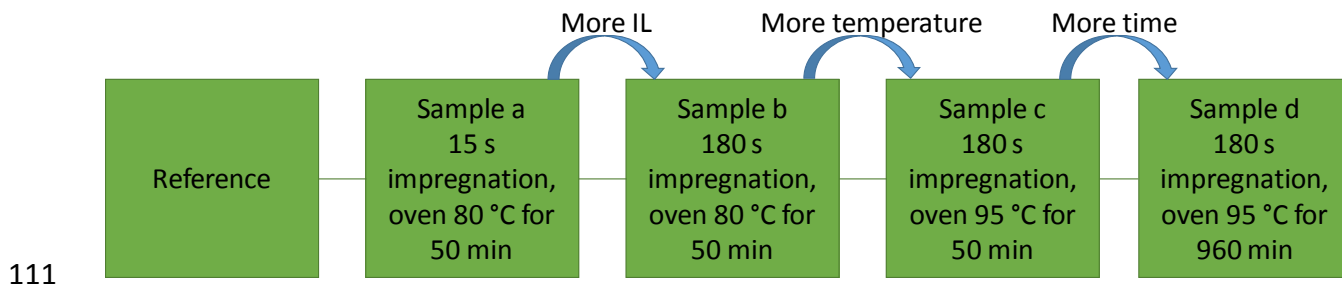 More IL
More temperature
More time
Reference
Sample a
15 s
impregnation,
oven 80 °C for
50 min
Sample b
180 s
impregnation,
oven 80 °C for
50 min
Sample c
180 s
impregnation,
oven 95 °C for
50 min
Sample d
180 s
impregnation,
oven 95 °C for
960 min
111